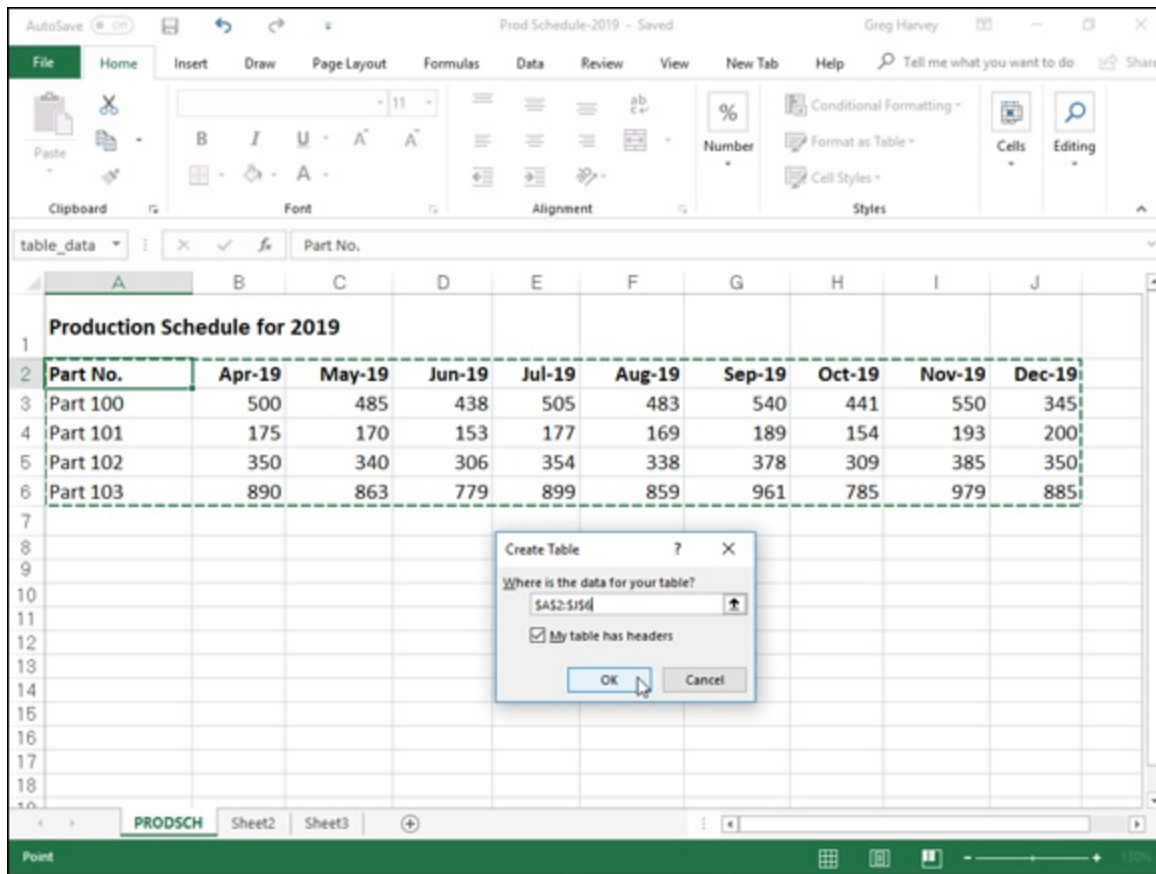 AutoSave Off Prod Schedule-2019 - Saved Greg Harvey
File Home Insert Draw Page Layout Formulas Data Review View New Tab Help Tell me what you want to do Share
Paste
11
B I U A A
A
ab
%
Number
Conditional Formatting
Format as Table
Cell Styles
Cells
Editing
Clipboard Font Alignment Styles
table_data fx Part No.
A B C D E F G H I J
1 Production Schedule for 2019
2 Part No. Apr-19 May-19 Jun-19 Jul-19 Aug-19 Sep-19 Oct-19 Nov-19 Dec-19
3 Part 100 500 485 438 505 483 540 441 550 345
4 Part 101 175 170 153 177 169 189 154 193 200
5 Part 102 350 340 306 354 338 378 309 385 350
6 Part 103 890 863 779 899 859 961 785 979 885
7
8
9
10
11
12
13
14
15
16
17
18
Create Table ?
Where is the data for your table?
$A$2:$J$6
My table has headers
OK Cancel
PRODSCH Sheet2 Sheet3
Point 130%